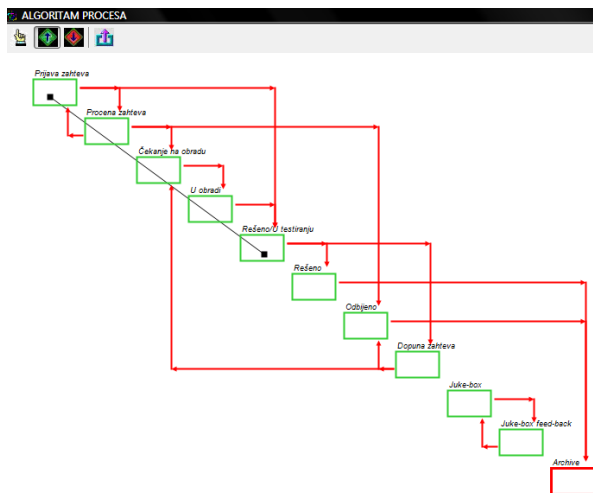 ALGORITAM PROCESA
Prijava zahteva
Procena zahteva
Čekanje na obradu
U obradi
Rešeno/U testiranju
Rešeno
Odbijeno
Dopuna zahteva
Juke-box
Juke-box feed-back
Archive